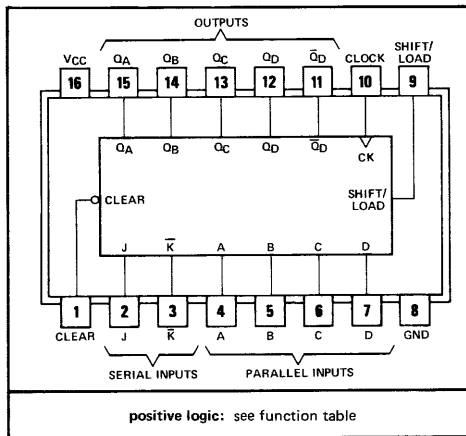 OUTPUTS
VCC QA QB QC QD Q̅D CLOCK SHIFT/
LOAD
16 15 14 13 12 11 10 9
QA QB QC QD Q̅D
CK
CLEAR
SHIFT/
LOAD
J K̅ A B C D
1 2 3 4 5 6 7 8
CLEAR J K̅ A B C D GND
SERIAL INPUTS PARALLEL INPUTS
positive logic: see function table